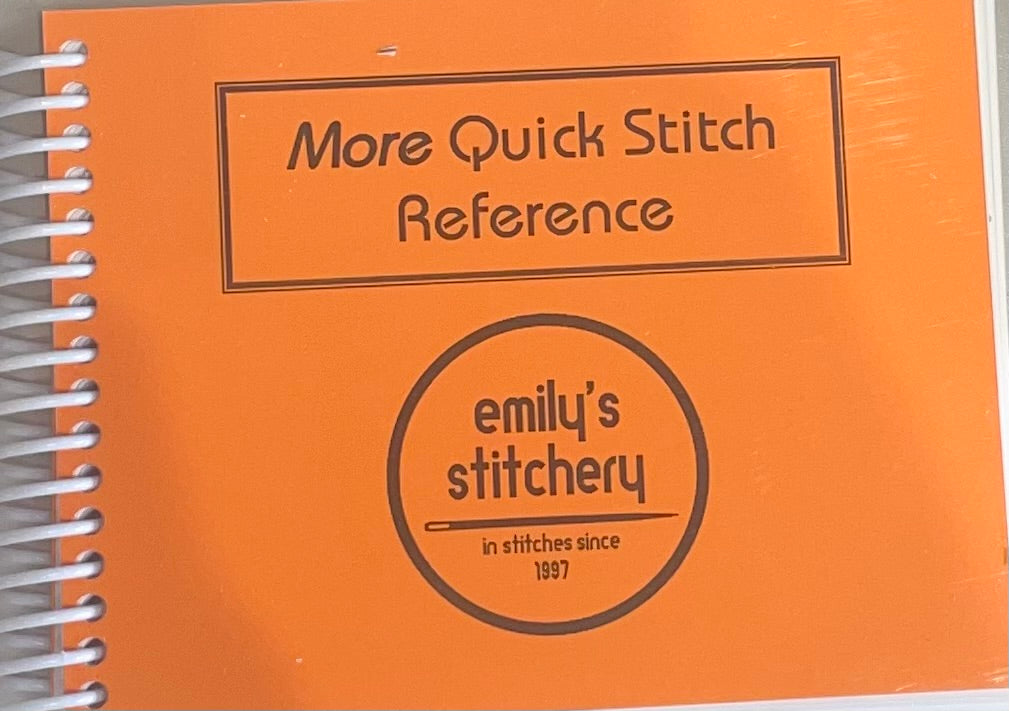 More Quick Stitch
Reference
emily's
stitchery
in stitches since
1997